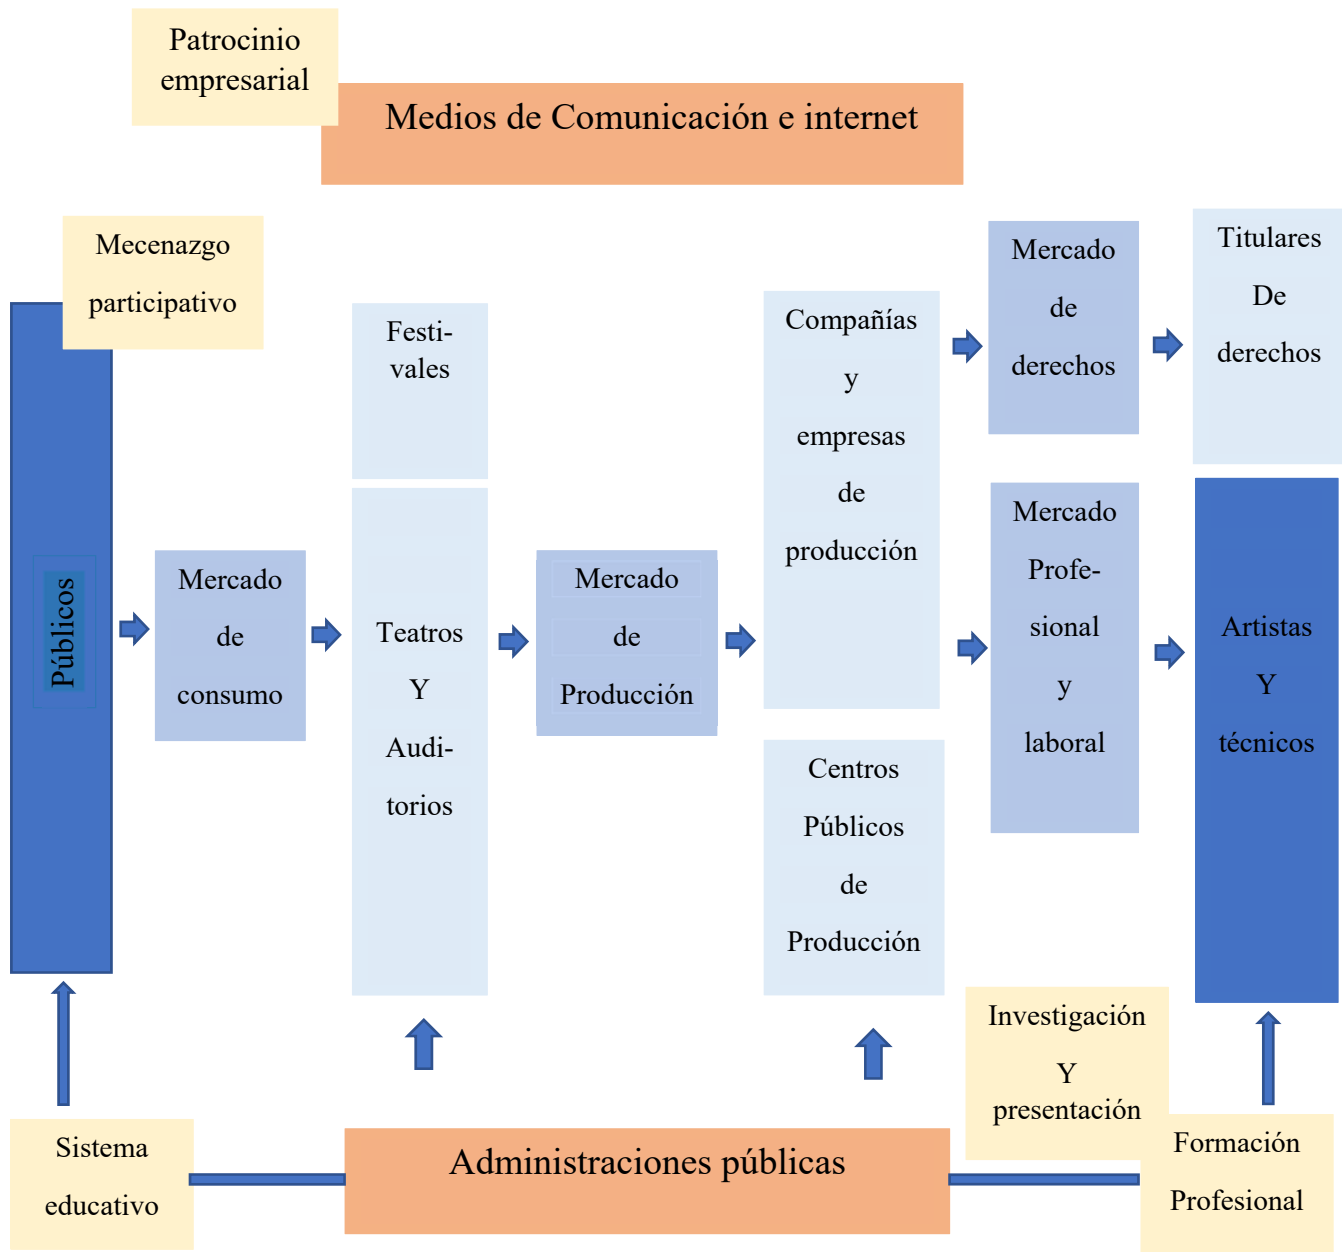 Patrocinio
empresarial
Medios de Comunicación e internet
Mecenazgo
participativo
Públicos
Mercado
de
consumo
Festi-
vales
Teatros
Y
Audi-
torios
Mercado
de
Producción
Compañías
y
empresas
de
producción
Centros
Públicos
de
Producción
Mercado
de
derechos
Titulares
De
derechos
Mercado
Profe-
sional
y
laboral
Artistas
Y
técnicos
Investigación
Y
presentación
Sistema
educativo
Administraciones públicas
Formación
Profesional